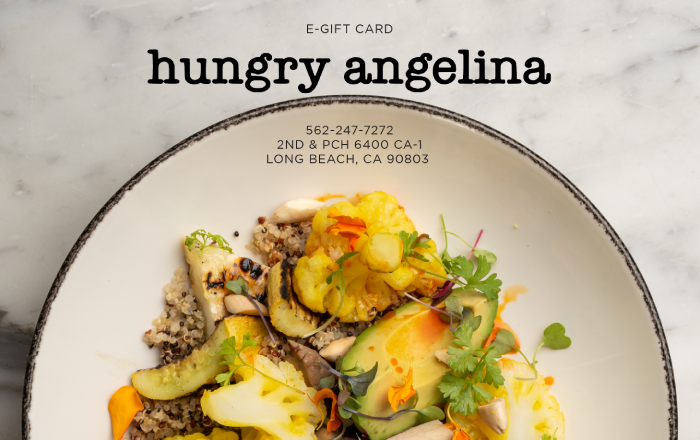 E-GIFT CARD
hungry angelina
562-247-7272
2ND & PCH 6400 CA-1
LONG BEACH, CA 90803